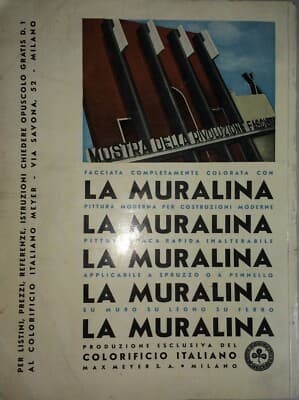 PER LISTINI, PREZZI, REFERENZE, ISTRUZIONI CHIEDERE OPUSCOLO GRATIS D. 1
AL COLORIFICIO ITALIANO MEYER - VIA SAVONA, 52 - MILANO
MOSTRA DELLA RIVOLUZIONE FASCISTA
FACCIATA COMPLETAMENTE COLORATA CON
LA MURALINA
PITTURA MODERNA PER COSTRUZIONI MODERNE
LA MURALINA
PITTURA OPACA RAPIDA INALTERABILE
LA MURALINA
APPLICABILE A SPRUZZO O A PENNELLO
LA MURALINA
SU MURO SU LEGNO SU FERRO
LA MURALINA
PRODUZIONE ESCLUSIVA DEL
COLORIFICIO ITALIANO
MAX MEYER S. A. • MILANO